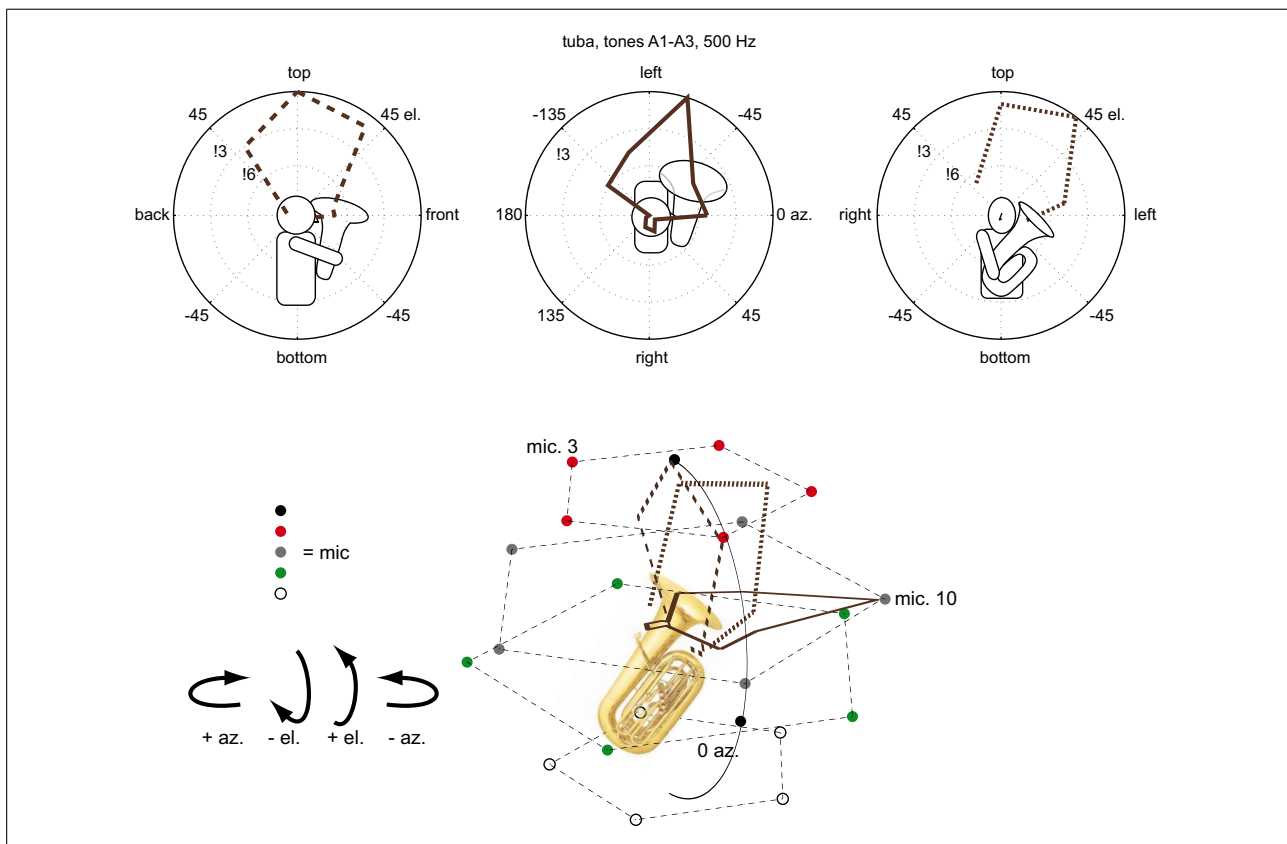 tuba, tones A1-A3, 500 Hz
top
left
top
45
45 el.
-135
-45
45
45 el.
!3
!6
!3
!3
!6
back
front
180
0 az.
right
left
-45
-45
135
45
-45
-45
bottom
right
bottom
mic. 3
= mic
mic. 10
+ az.
- el.
+ el.
- az.
0 az.